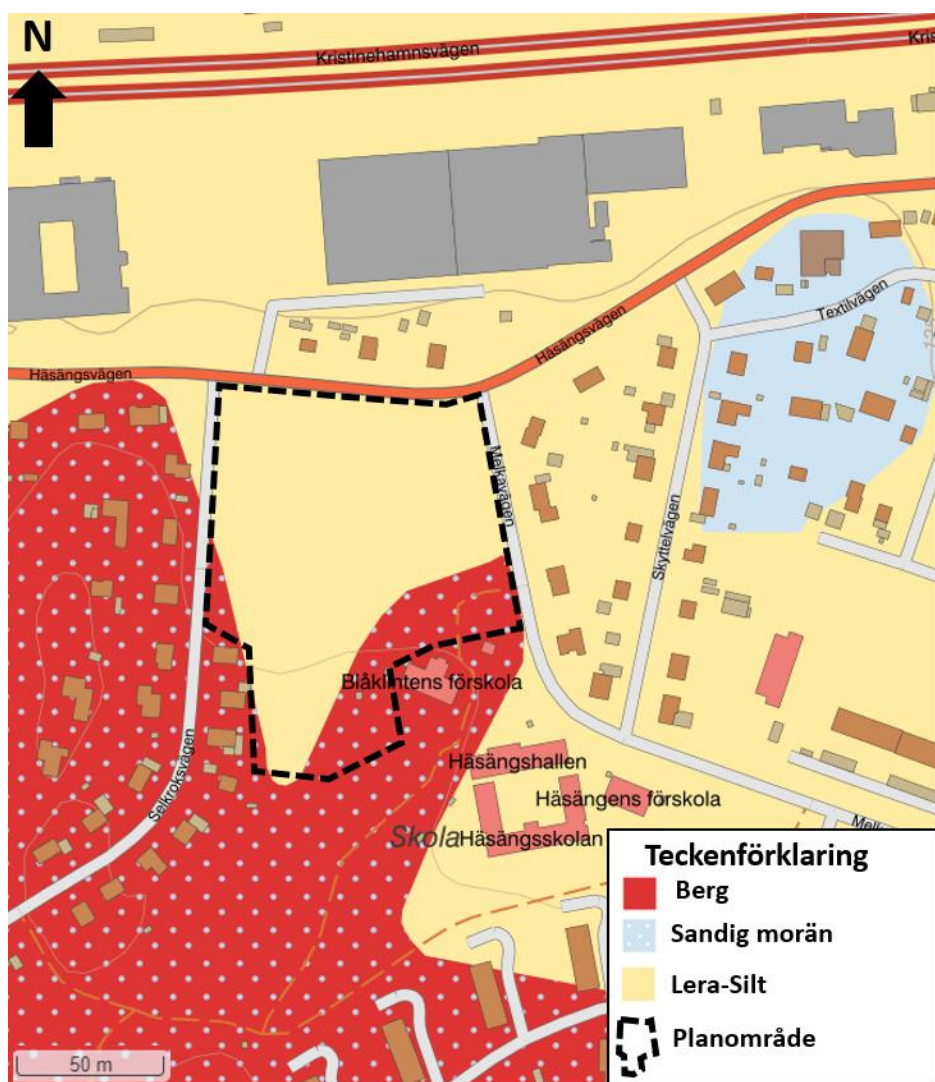 N
Kristinehamnsvägen
Kris
Textilvägen
Häsängsvägen
Häsängsvägen
Melkavägen
Skyttelvägen
Blåklintens förskola
Selkroksvägen
Häsängshallen
Häsängens förskola
Skola
Häsängsskolan
Melk
Teckenförklaring
Berg
Sandig morän
Lera-Silt
Planområde
50 m